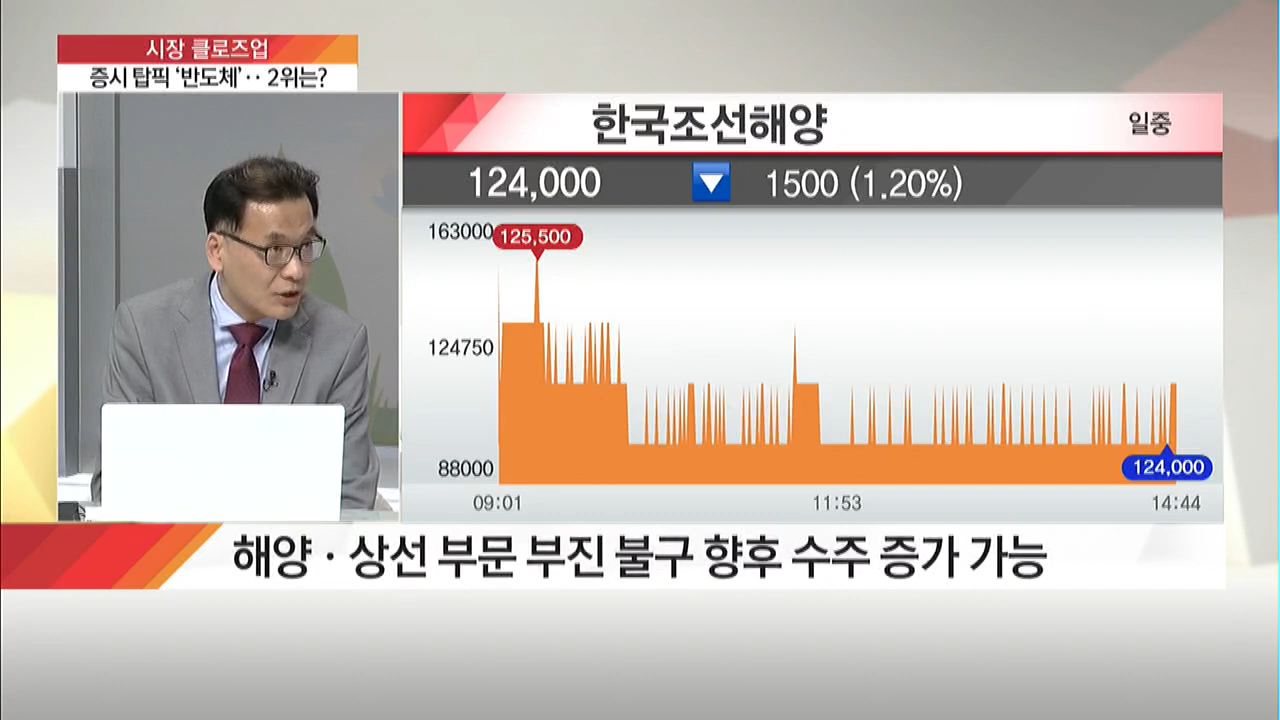 시장 클로즈업
증시 탑픽 ‘반도체’‥ 2위는?
한국조선해양
일중
124,000 ▼ 1500 (1.20%)
163000
125,500
124750
88000
124,000
09:01 11:53 14:44
해양·상선 부문 부진 불구 향후 수주 증가 가능